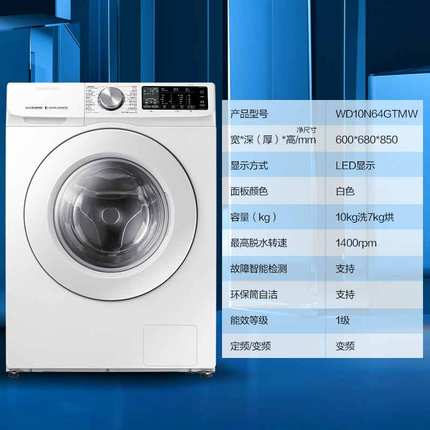 产品型号 WD10N64GTMW
净尺寸
宽*深（厚）*高/mm 600*680*850
显示方式 LED显示
面板颜色 白色
容量（kg） 10kg洗7kg烘
最高脱水转速 1400rpm
故障智能检测 支持
环保筒自洁 支持
能效等级 1级
定频/变频 变频